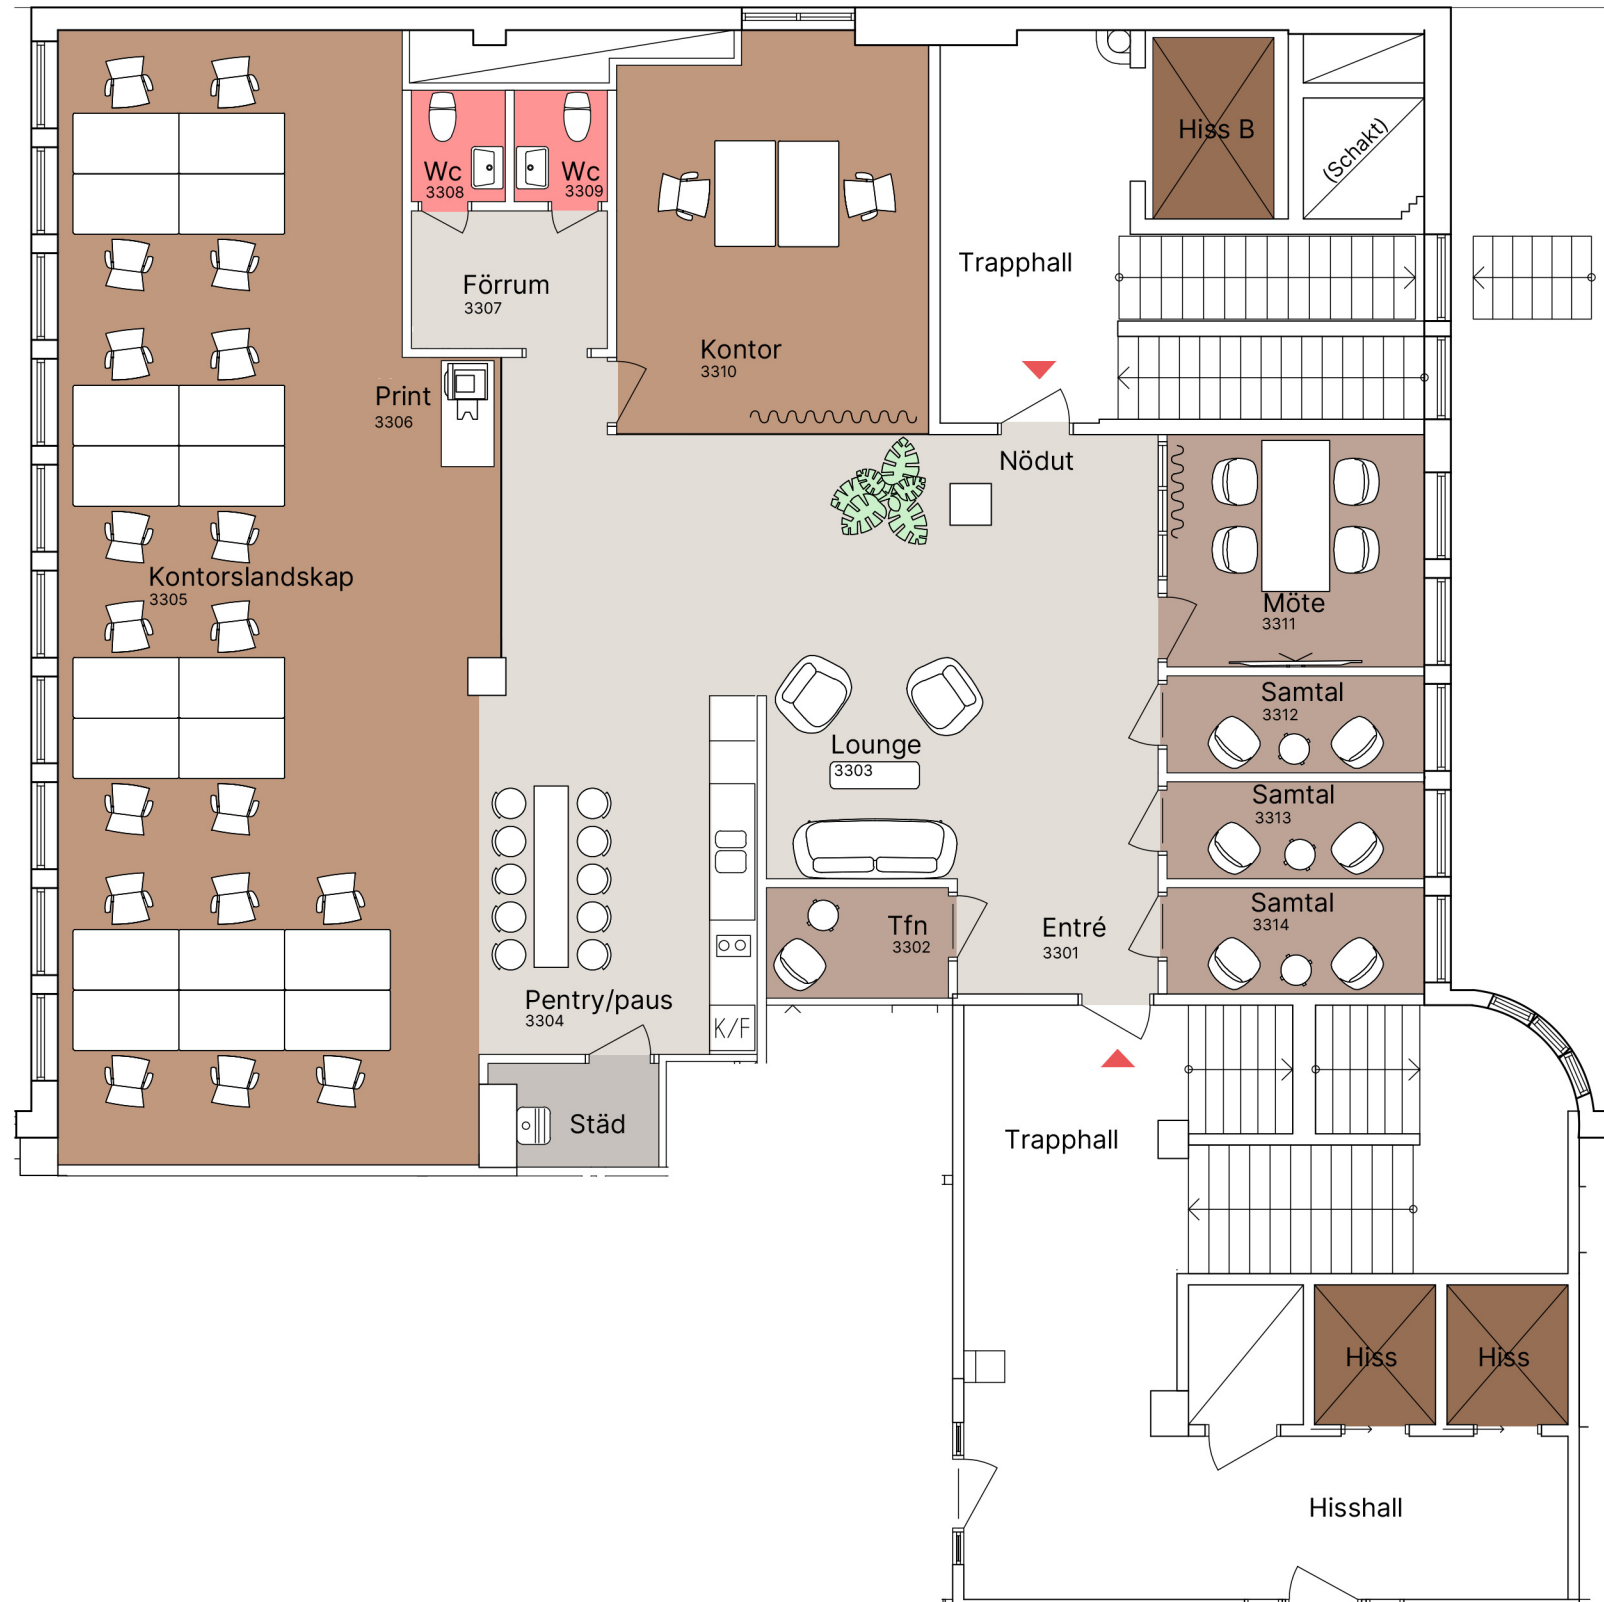 Hiss B
(Schakt)
Wc
3308
Wc
3309
Trapphall
Förrum
3307
Kontor
3310
Print
3306
Nödut
Kontorslandskap
3305
Möte
3311
Samtal
3312
Lounge
3303
Samtal
3313
Samtal
3314
Tfn
3302
Entré
3301
Pentry/paus
3304
K/F
Städ
Trapphall
Hiss
Hiss
Hisshall